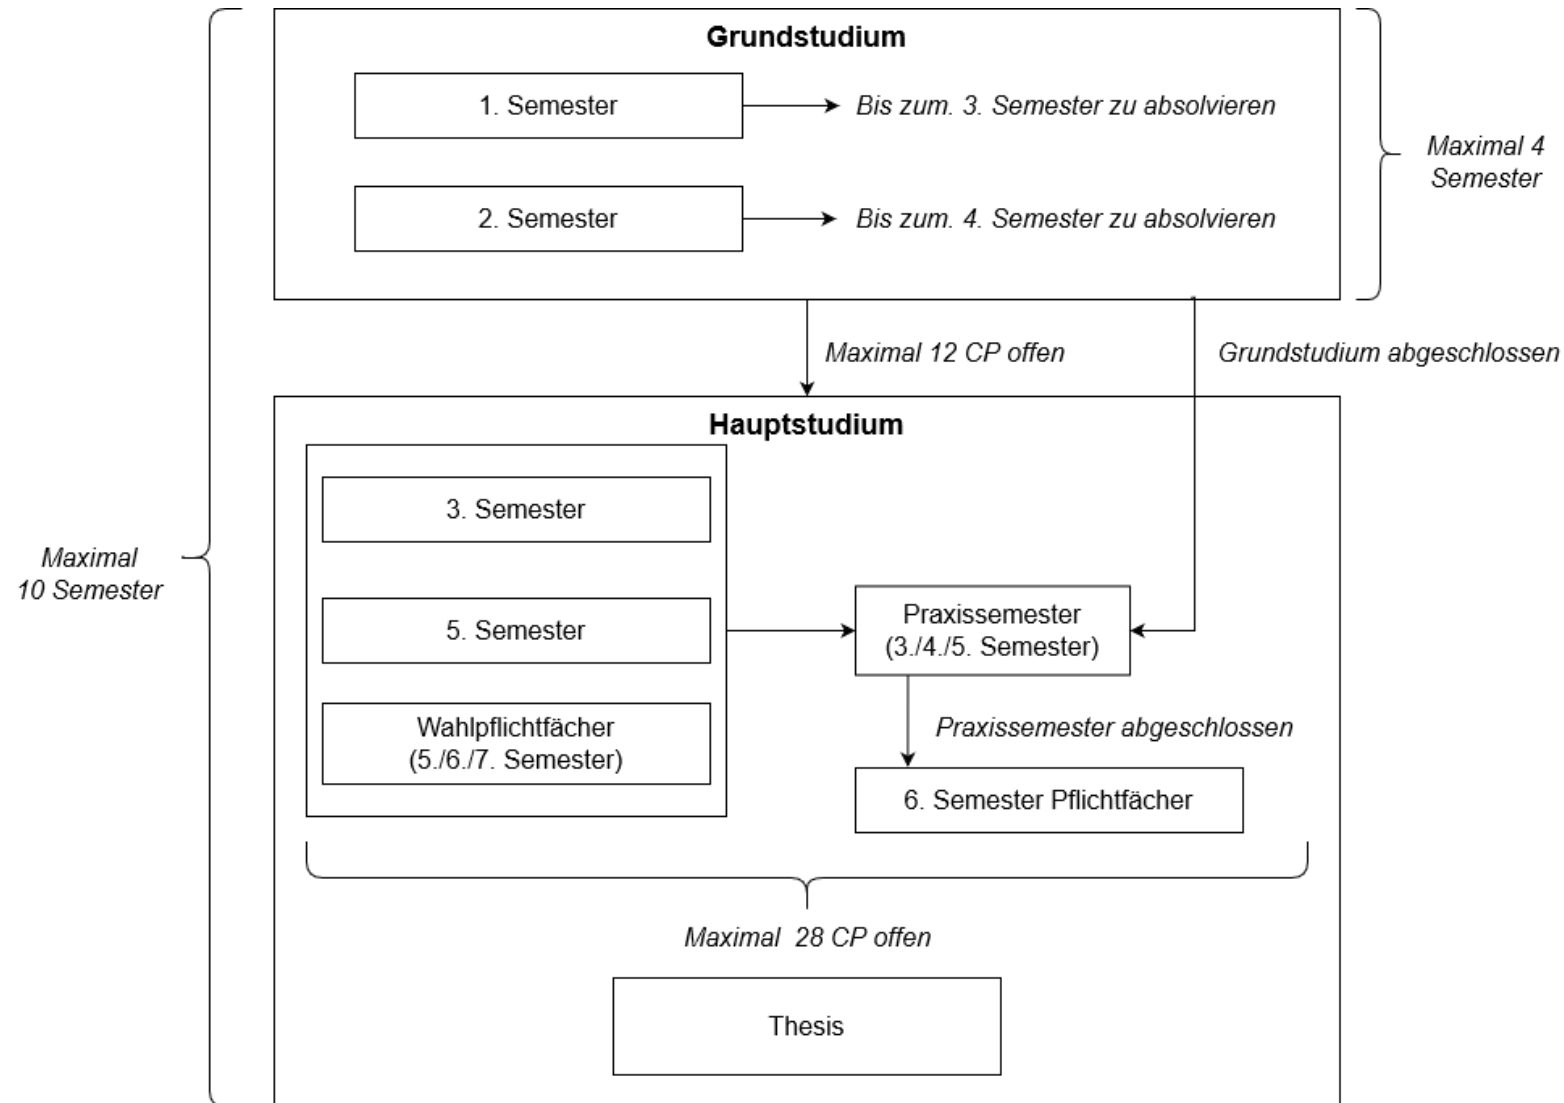 Grundstudium
1. Semester
Bis zum. 3. Semester zu absolvieren
Maximal 4
Semester
2. Semester
Bis zum. 4. Semester zu absolvieren
Maximal 12 CP offen
Grundstudium abgeschlossen
Hauptstudium
3. Semester
Maximal
10 Semester
5. Semester
Praxissemester
(3./4./5. Semester)
Wahlpflichtfächer
(5./6./7. Semester)
Praxissemester abgeschlossen
6. Semester Pflichtfächer
Maximal  28 CP offen
Thesis